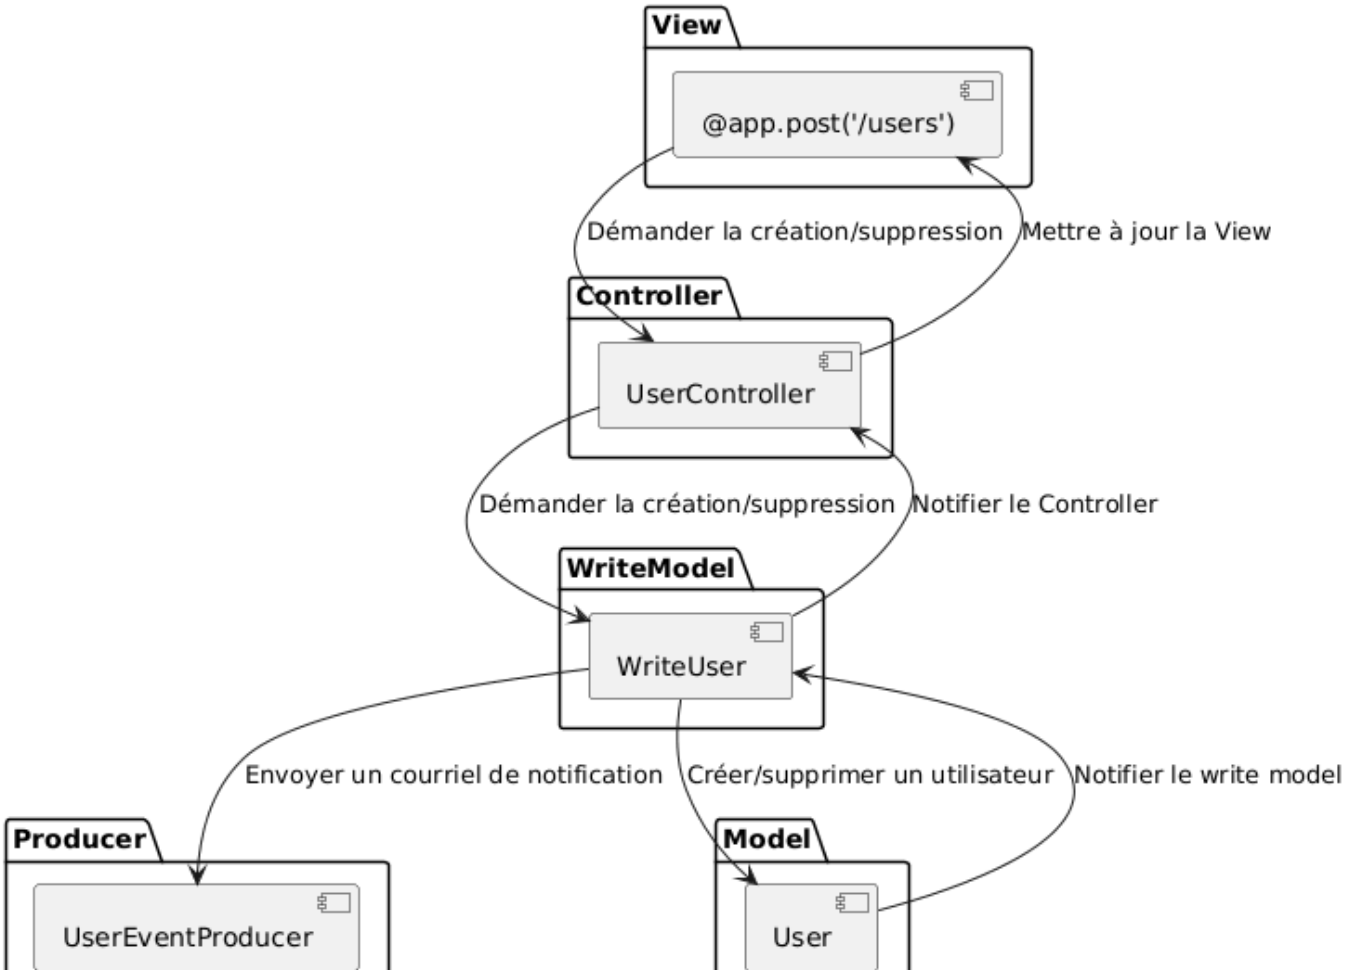 View
@app.post('/users')
Démander la création/suppression
Mettre à jour la View
Controller
UserController
Démander la création/suppression
Notifier le Controller
WriteModel
WriteUser
Envoyer un courriel de notification
Créer/supprimer un utilisateur
Notifier le write model
Producer
Model
UserEventProducer
User